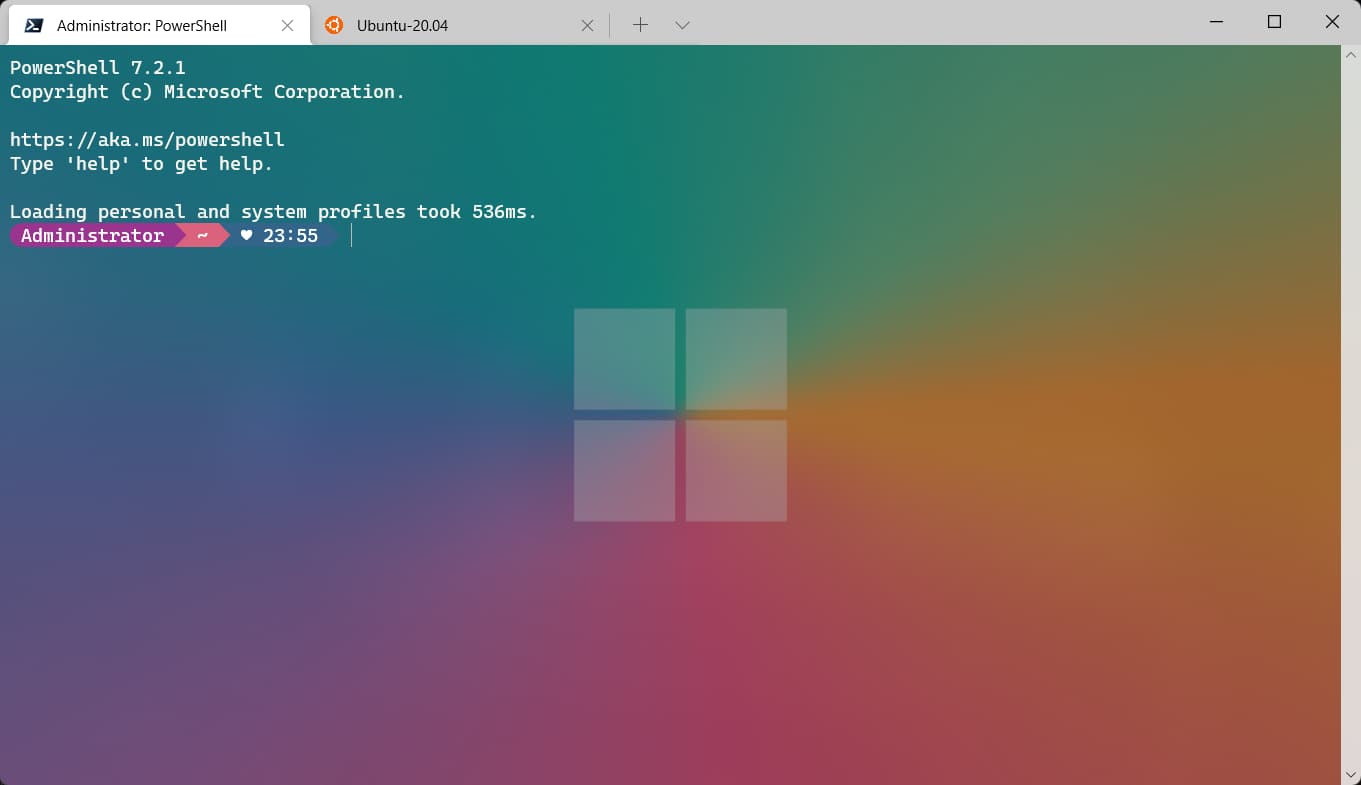 Administrator: PowerShell
Ubuntu-20.04
PowerShell 7.2.1
Copyright (c) Microsoft Corporation.
https://aka.ms/powershell
Type 'help' to get help.
Loading personal and system profiles took 536ms.
Administrator ~ ♥ 23:55